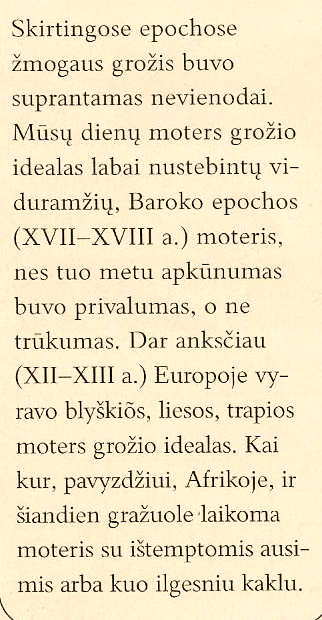 Skirtingose epochose
žmogaus grožis buvo
suprantamas nevienodai.
Mūsų dienų moters grožio
idealas labai nustebintų vi-
duramžių, Baroko epochos
(XVII–XVIII a.) moteris,
nes tuo metu apkūnumas
buvo privalumas, o ne
trūkumas. Dar anksčiau
(XII–XIII a.) Europoje vy-
ravo blyškiõs, liesos, trapios
moters grožio idealas. Kai
kur, pavyzdžiui, Afrikoje, ir
šiandien gražuole laikoma
moteris su ištemptomis ausi-
mis arba kuo ilgesniu kaklu.